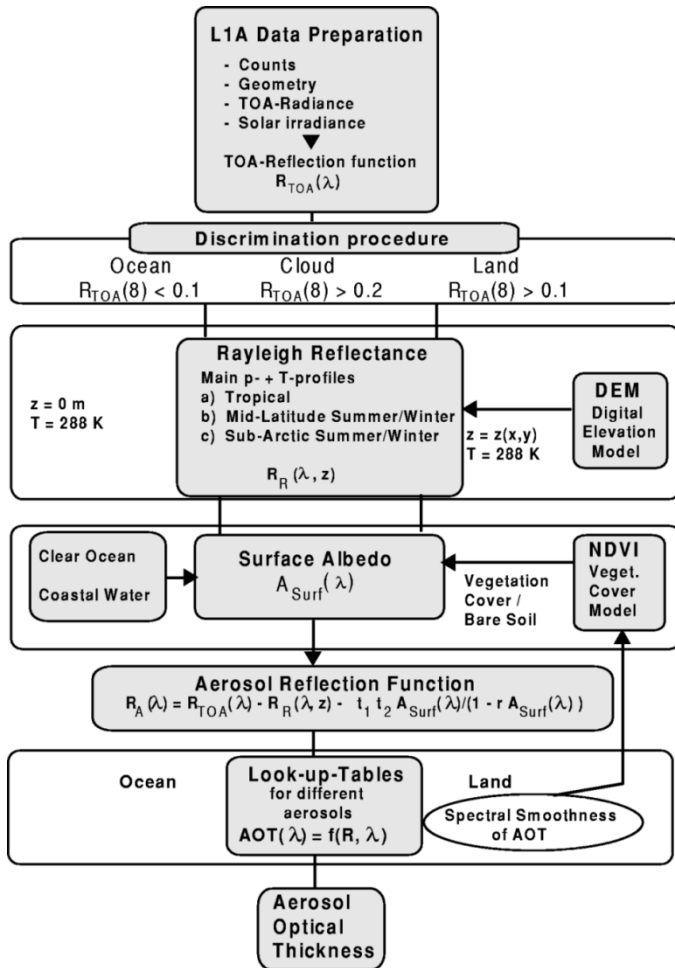 L1A Data Preparation
- Counts
- Geometry
- TOA-Radiance
- Solar irradiance
TOA-Reflection function
R_TOA(λ)
Discrimination procedure
Ocean Cloud Land
R_TOA(8) < 0.1 R_TOA(8) > 0.2 R_TOA(8) > 0.1
Rayleigh Reflectance
Main p- + T-profiles
a) Tropical
b) Mid-Latitude Summer/Winter
c) Sub-Arctic Summer/Winter
R_R(λ, z)
z = 0 m
T = 288 K
z = z(x,y)
T = 288 K
DEM
Digital
Elevation
Model
Clear Ocean
Coastal Water
Surface Albedo
A_Surf(λ)
Vegetation
Cover /
Bare Soil
NDVI
Veget.
Cover
Model
Aerosol Reflection Function
R_A(λ) = R_TOA(λ) - R_R(λ, z) - t_1 t_2 A_Surf(λ)/(1 - r A_Surf(λ))
Ocean
Look-up-Tables
for different
aerosols
AOT(λ) = f(R, λ)
Land
Spectral Smoothness
of AOT
Aerosol
Optical
Thickness